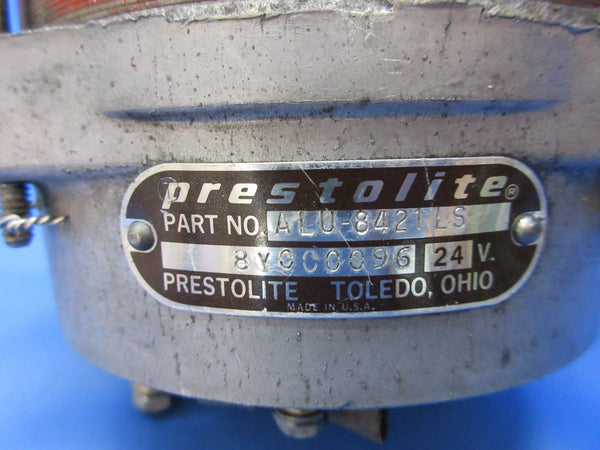 prestolite®
PART NO. ALU-8421LS
8Y000096 24 V.
PRESTOLITE TOLEDO, OHIO
MADE IN U.S.A.